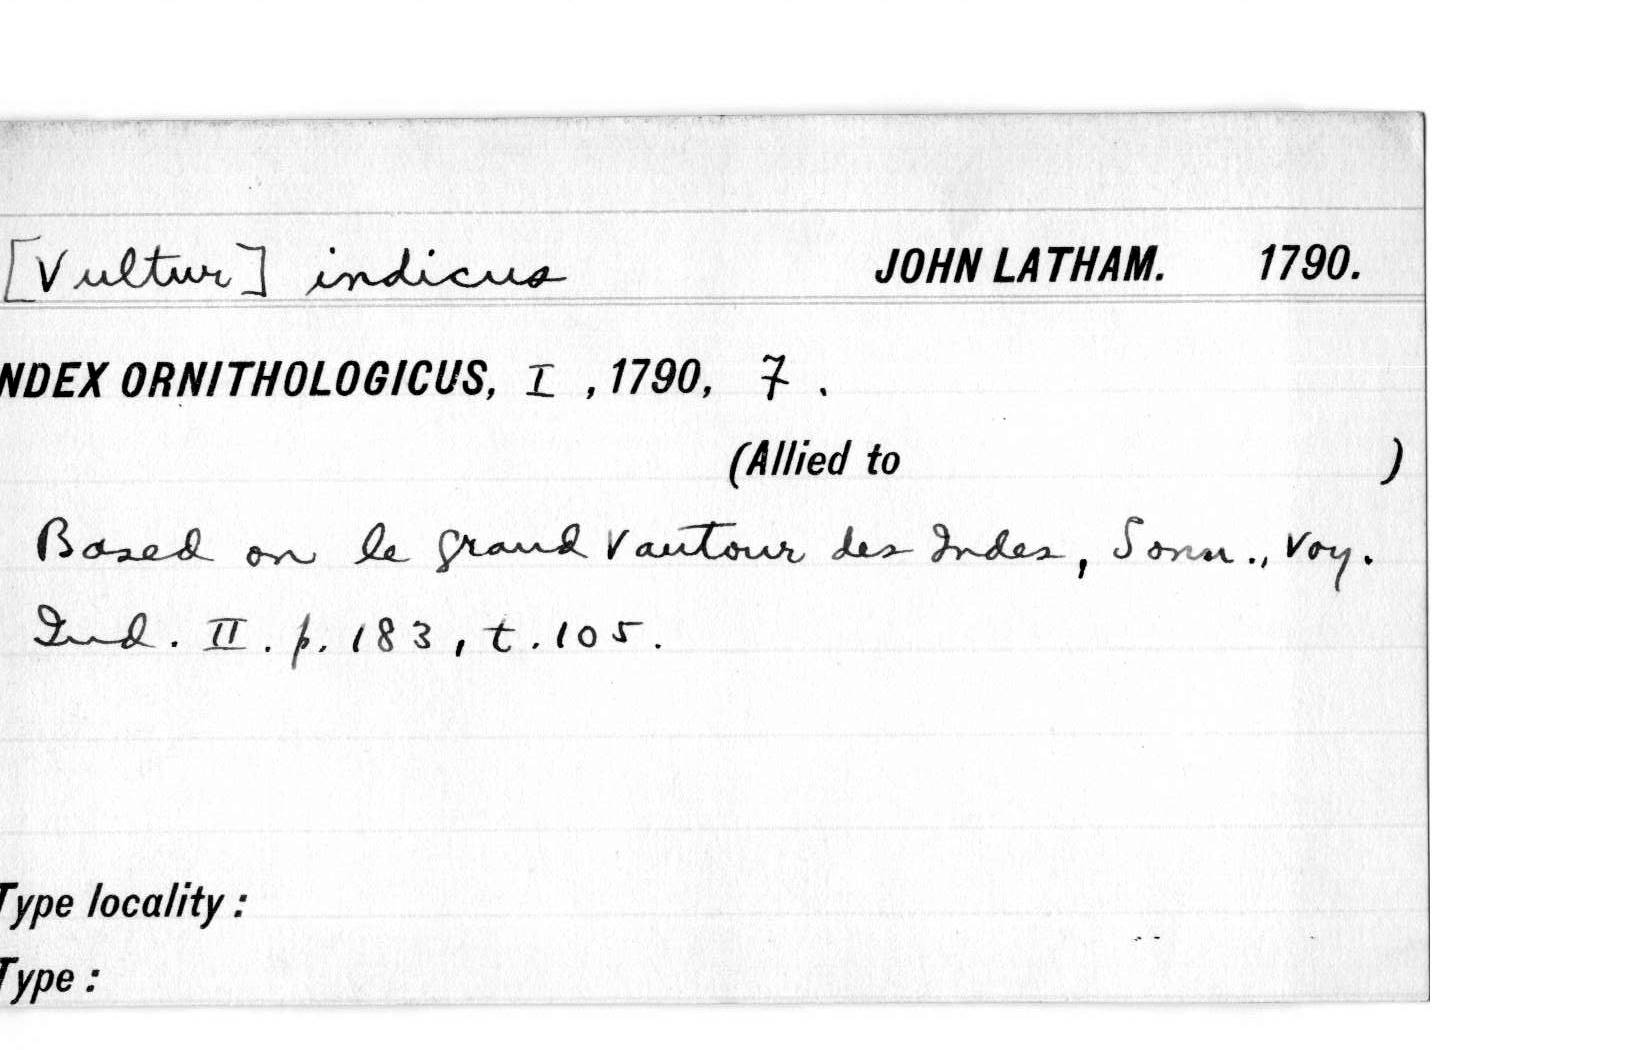 [Vultur] indicus JOHN LATHAM. 1790.
NDEX ORNITHOLOGICUS, I , 1790, 7 .
(Allied to )
Based on le grand Vautour des Indes, Sonn., Voy.
Ind. II. p. 183, t. 105.
Type locality :
Type :